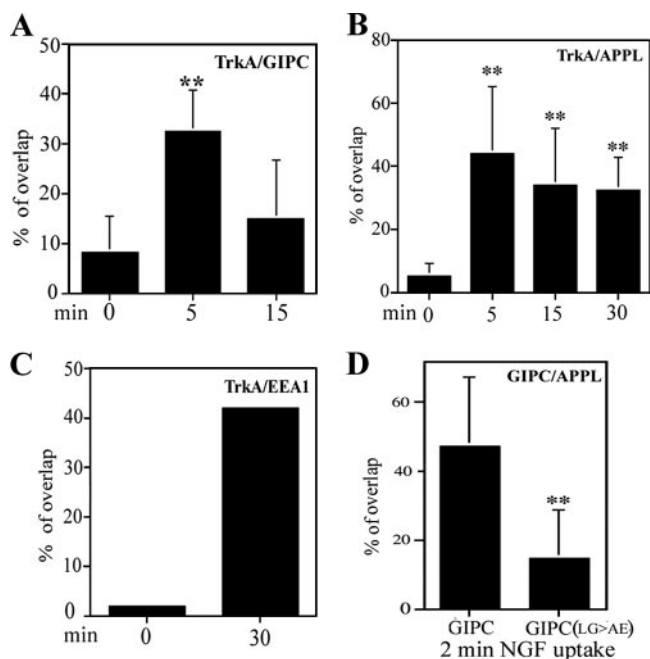 A
TrkA/GIPC
50
40
30
20
10
0
% of overlap
**
min 0 5 15
B
TrkA/APPL
80
60
40
20
0
% of overlap
** ** **
min 0 5 15 30
C
TrkA/EEA1
50
40
30
20
10
0
% of overlap
min 0 30
D
GIPC/APPL
60
40
20
0
% of overlap
**
GIPC GIPC(LG>AE)
2 min NGF uptake